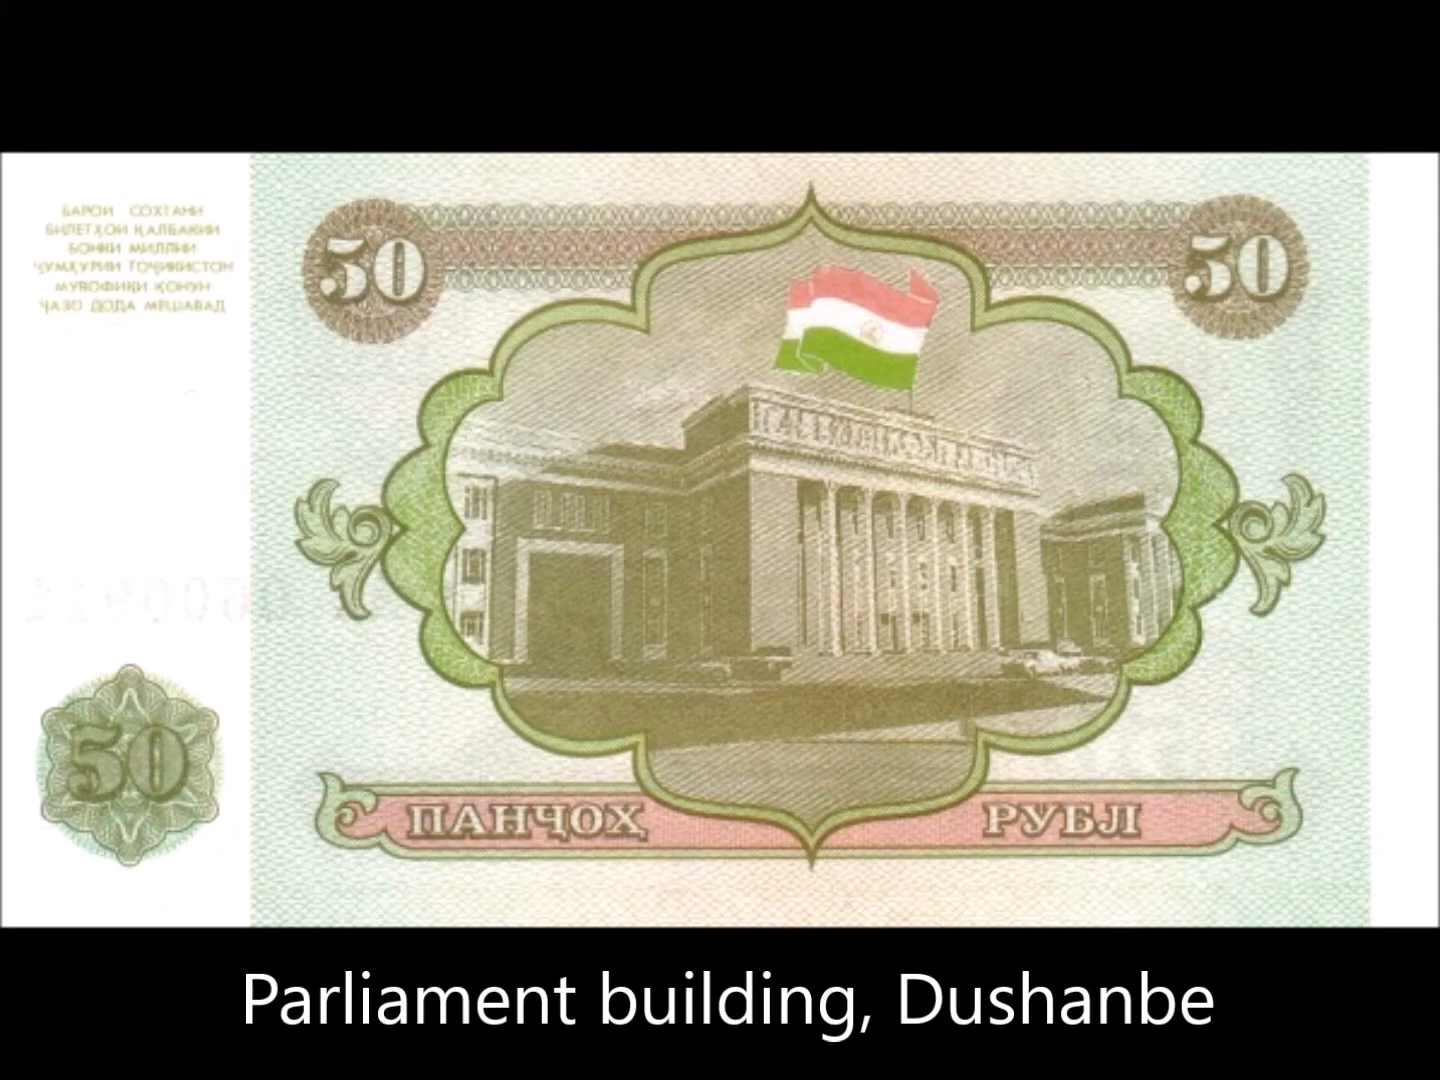 БАРОИ СОХТАНИ
БИЛЕТҲОИ ҚАЛБАКИИ
БОНКИ МИЛЛИИ
ҶУМҲУРИИ ТОҶИКИСТОН
МУВОФИҚИ ҚОНУН
ҶАЗО ДОДА МЕШАВАД
50
50
50
ПАНҶОҲ РУБЛ
Parliament building, Dushanbe